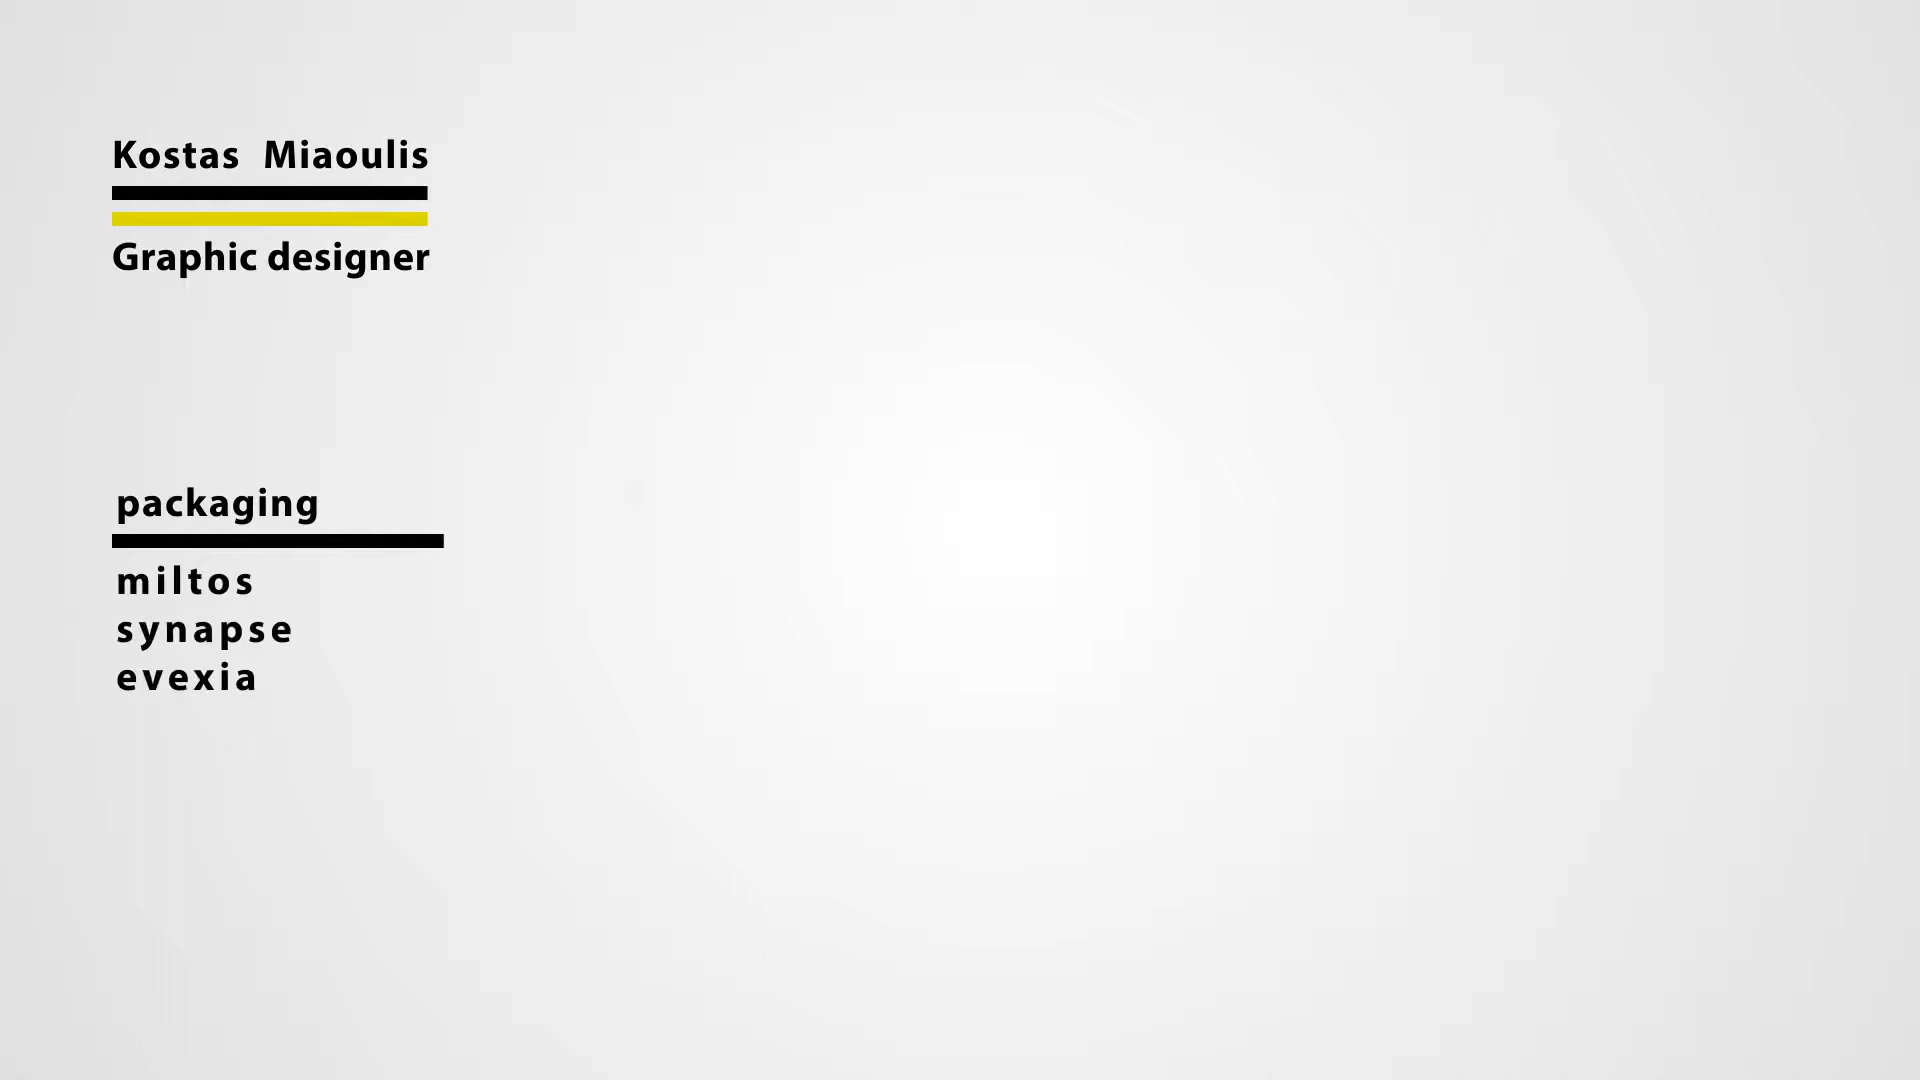 Kostas Miaoulis
Graphic designer
packaging
miltos
synapse
evexia